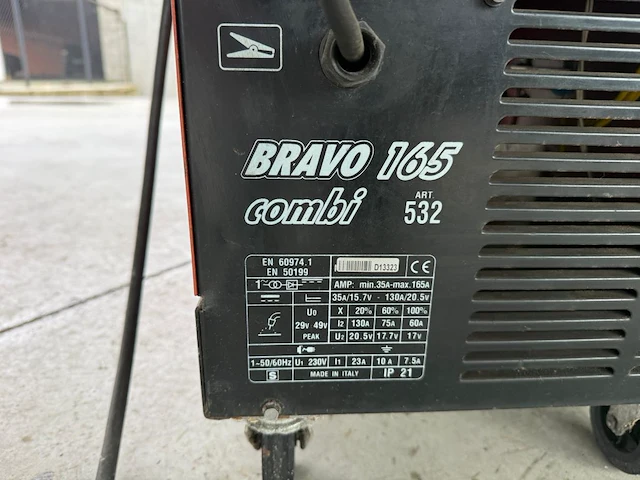 BRAVO 165
combi ART. 532
EN 60974.1
EN 50199
D13323
CE
1~
AMP: min.35A-max.165A
35A/15.7V - 130A/20.5V
U0
29V 49V
PEAK
X 20% 60% 100%
I2 130A 75A 60A
U2 20.5V 17.7V 17V
1~50/60Hz U1 230V I1 23A 10A 7.5A
S MADE IN ITALY IP 21